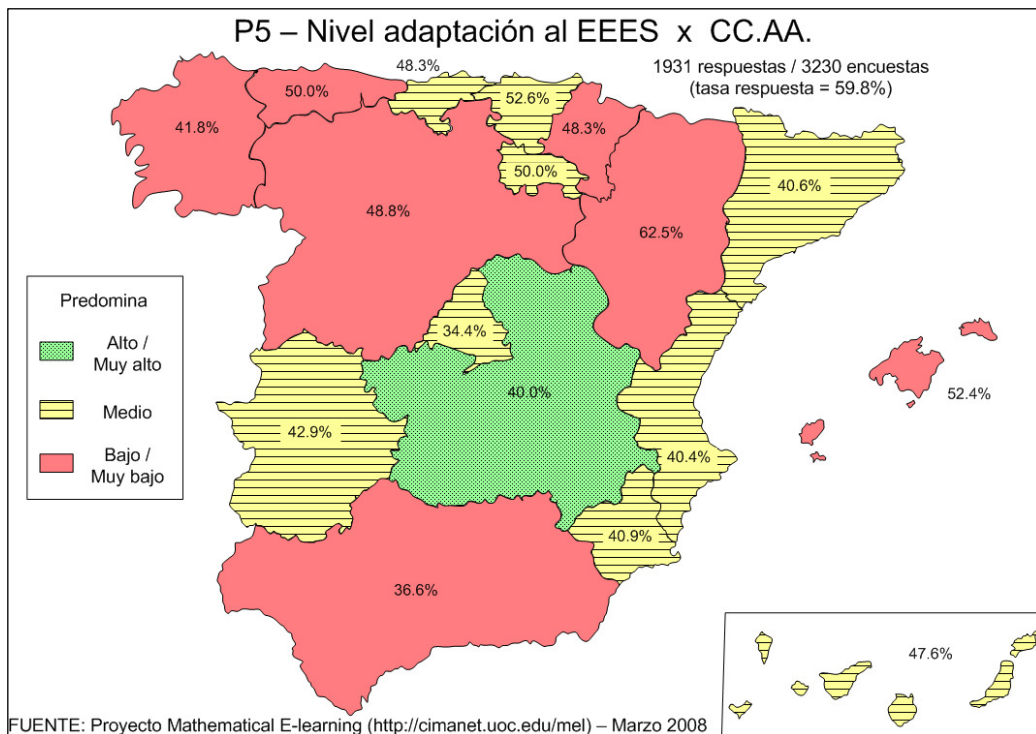 P5 – Nivel adaptación al EEES x CC.AA.
1931 respuestas / 3230 encuestas
(tasa respuesta = 59.8%)
48.3%
50.0%
52.6%
41.8%
48.3%
50.0%
40.6%
48.8%
62.5%
Predomina
Alto /
Muy alto
Medio
Bajo /
Muy bajo
34.4%
40.0%
52.4%
42.9%
40.4%
40.9%
36.6%
47.6%
FUENTE: Proyecto Mathematical E-learning (http://cimanet.uoc.edu/mel) – Marzo 2008